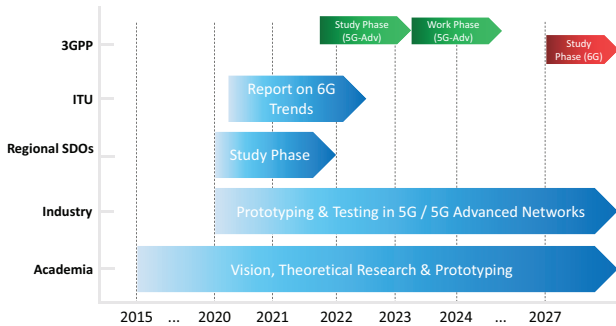 Study Phase
(5G-Adv)
Work Phase
(5G-Adv)
3GPP
Study
Phase (6G)
ITU
Report on 6G
Trends
Regional SDOs
Study Phase
Industry
Prototyping & Testing in 5G / 5G Advanced Networks
Academia
Vision, Theoretical Research & Prototyping
2015 ... 2020 2021 2022 2023 2024 ... 2027